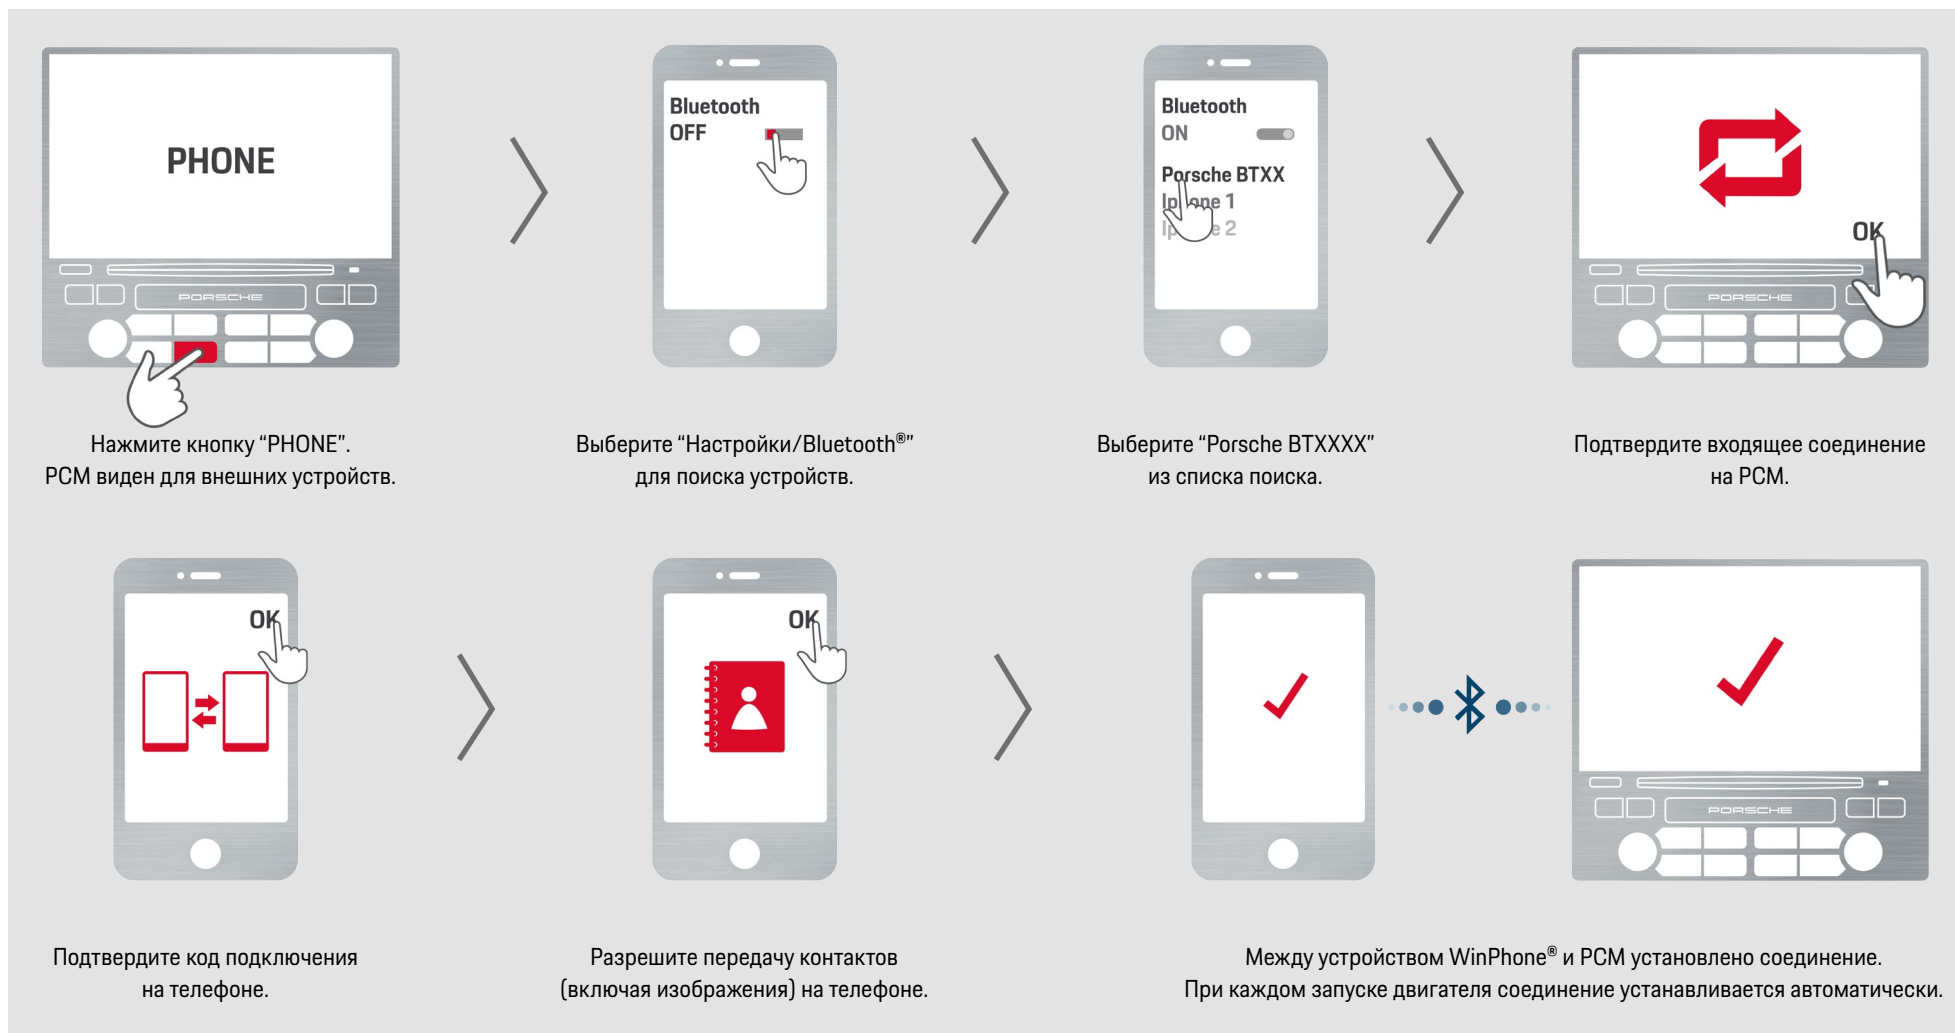 PHONE
PORSCHE
Bluetooth
OFF
Bluetooth
ON
Porsche BTXX
Iphone 1
Iphone 2
OK
PORSCHE
Нажмите кнопку “PHONE”.
PCM виден для внешних устройств.
Выберите “Настройки/Bluetooth®”
для поиска устройств.
Выберите “Porsche BTXXXX”
из списка поиска.
Подтвердите входящее соединение
на PCM.
OK
OK
PORSCHE
Подтвердите код подключения
на телефоне.
Разрешите передачу контактов
(включая изображения) на телефоне.
Между устройством WinPhone® и PCM установлено соединение.
При каждом запуске двигателя соединение устанавливается автоматически.